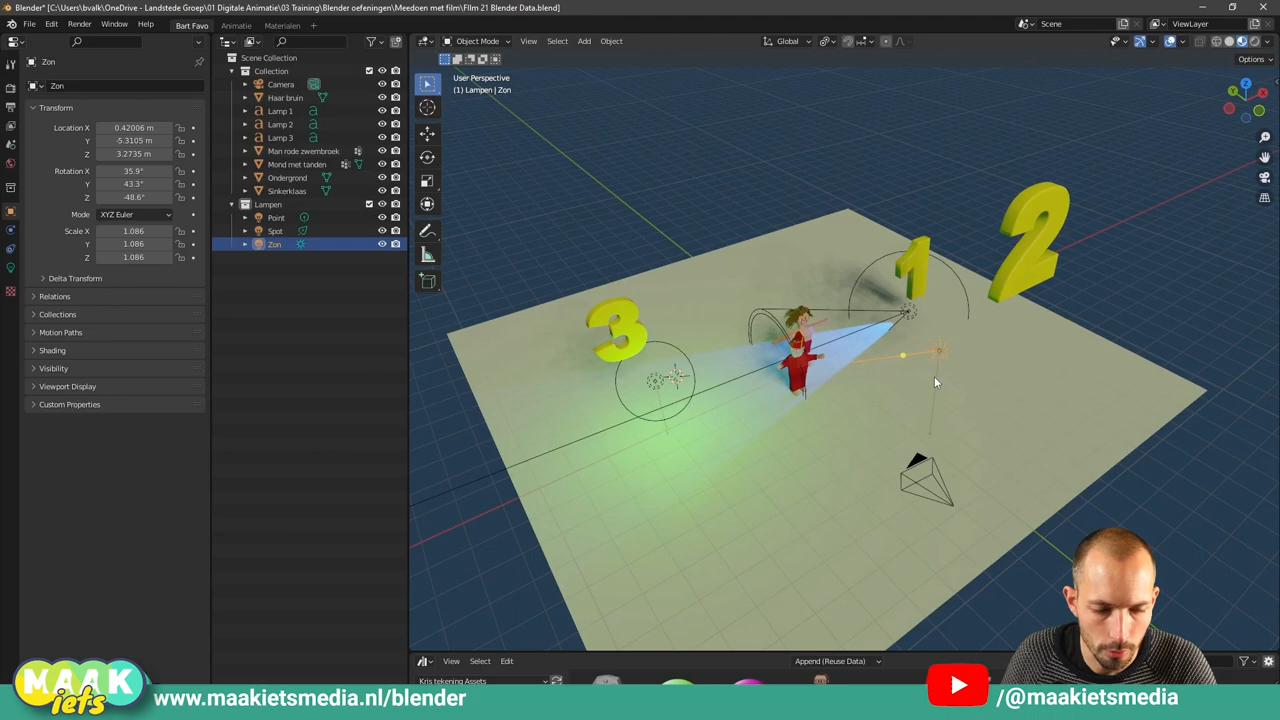 Blender* [C:\Users\bvalk\OneDrive - Landstede Groep\01 Digitale Animatie\03 Training\Blender oefeningen\Meedoen met film\FIlm 21 Blender Data.blend]
File Edit Render Window Help Bart Favo Animatie Materialen Scene ViewLayer
Object Mode View Select Add Object Global
Options
Zon
Zon
Transform
Location X 0.42006 m
Y -5.3105 m
Z 3.2735 m
Rotation X 35.9°
Y 43.3°
Z -48.6°
Mode XYZ Euler
Scale X 1.086
Y 1.086
Z 1.086
Delta Transform
Relations
Collections
Motion Paths
Shading
Visibility
Viewport Display
Custom Properties
Scene Collection
Collection
Camera
Haar bruin
Lamp 1
Lamp 2
Lamp 3
Man rode zwembroek
Mond met tanden
Ondergrond
Sinkerklaas
Lampen
Point
Spot
Zon
User Perspective
(1) Lampen | Zon
Z
Y
X
1
2
3
View Select Edit Append (Reuse Data)
Kris tekening Assets
MAAK
iets
www.maakietsmedia.nl/blender
/@maakietsmedia